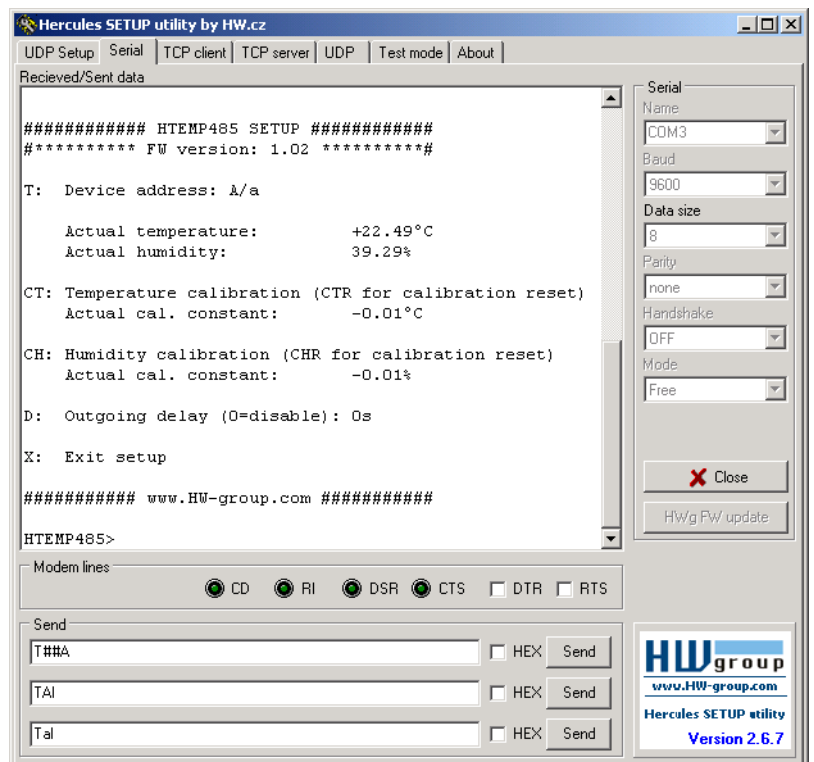 Hercules SETUP utility by HW.cz
UDP Setup Serial TCP client TCP server UDP Test mode About
Recieved/Sent data
############ HTEMP485 SETUP ############
#********** FW version: 1.02 **********#
T: Device address: A/a
Actual temperature: +22.49°C
Actual humidity: 39.29%
CT: Temperature calibration (CTR for calibration reset)
Actual cal. constant: -0.01°C
CH: Humidity calibration (CHR for calibration reset)
Actual cal. constant: -0.01%
D: Outgoing delay (0=disable): 0s
X: Exit setup
########### www.HW-group.com ###########
HTEMP485>
Serial
Name
COM3
Baud
9600
Data size
8
Parity
none
Handshake
OFF
Mode
Free
Close
HWg FW update
Modem lines
CD RI DSR CTS DTR RTS
Send
T##A HEX Send
TAI HEX Send
TaI HEX Send
HW group
www.HW-group.com
Hercules SETUP utility
Version 2.6.7